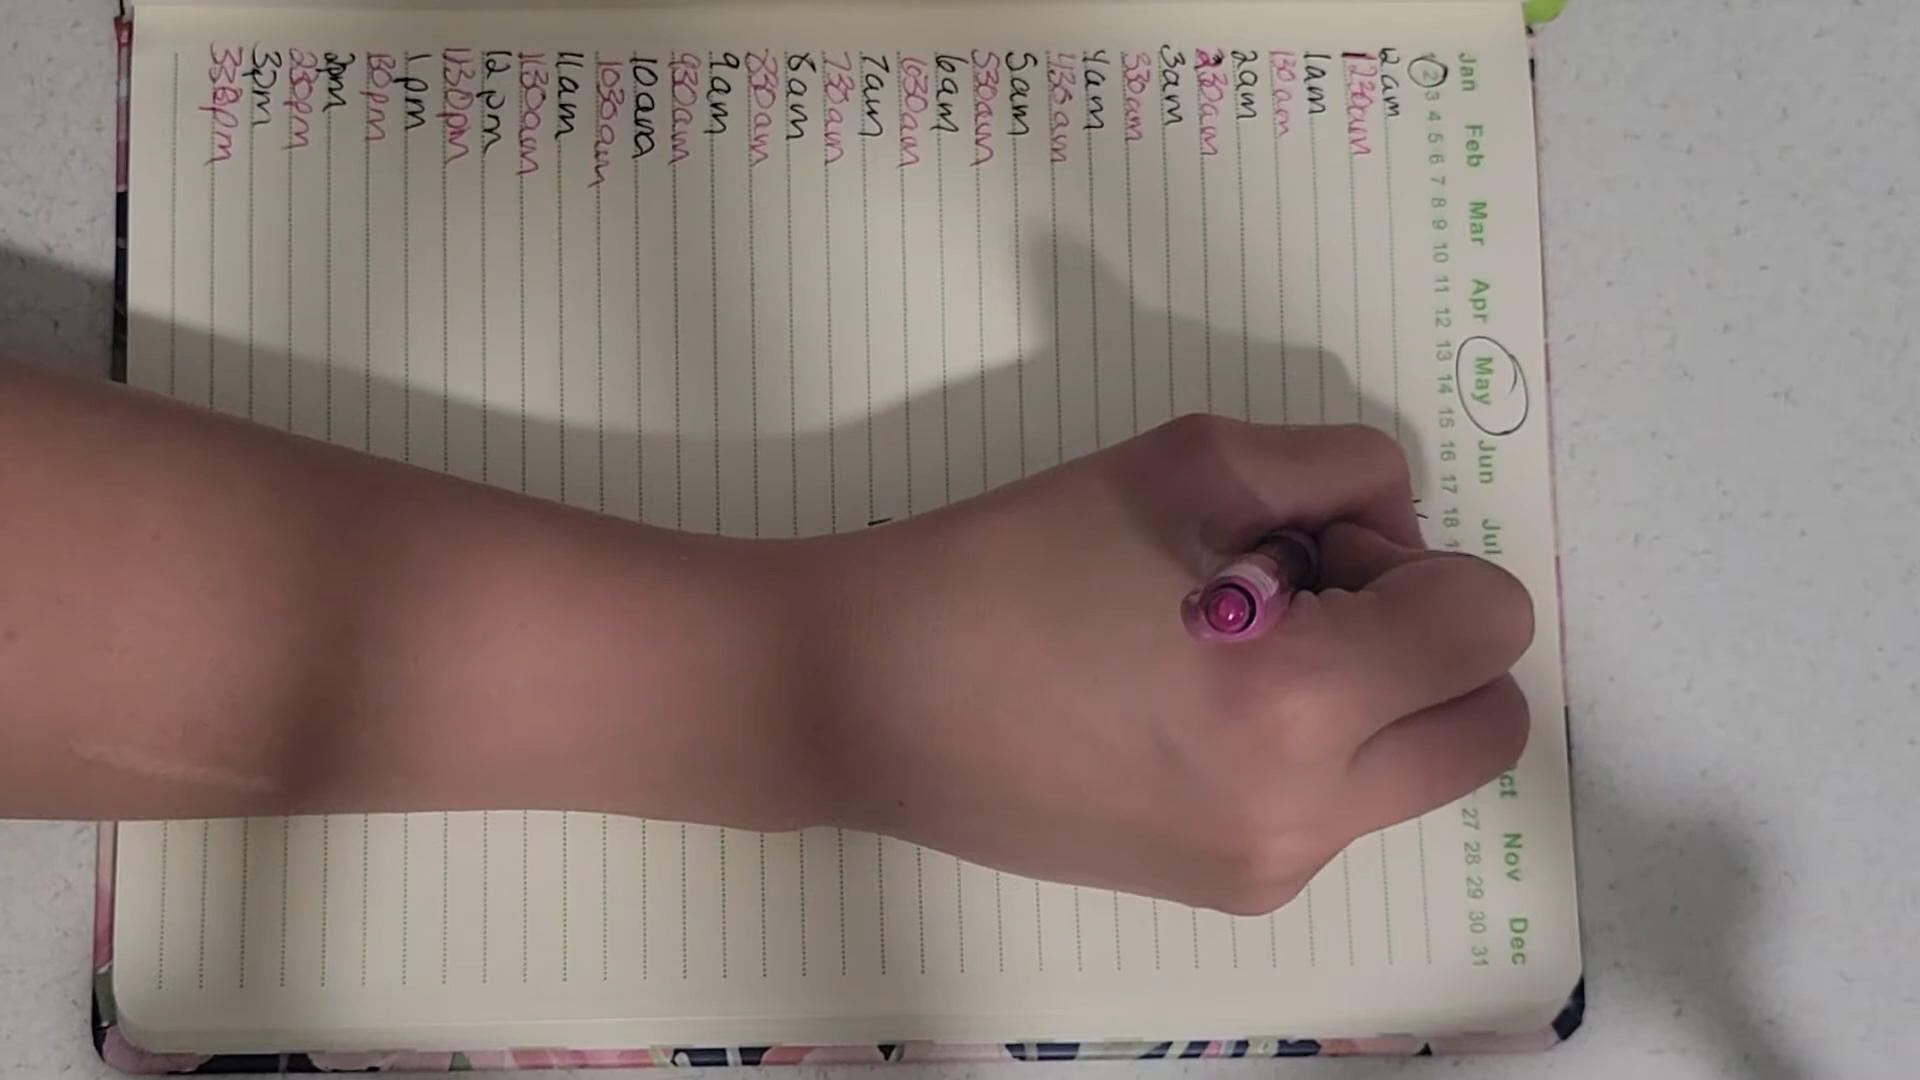 Jan Feb Mar Apr May Jun Jul Oct Nov Dec
1 2 3 4 5 6 7 8 9 10 11 12 13 14 15 16 17 18 27 28 29 30 31
12am
1230am
1am
130am
2am
230am
3am
330am
4am
430am
5am
530am
6am
630am
7am
730am
8am
830am
9am
930am
10am
1030am
11am
1130am
12pm
1230pm
1pm
130pm
2pm
230pm
3pm
330pm